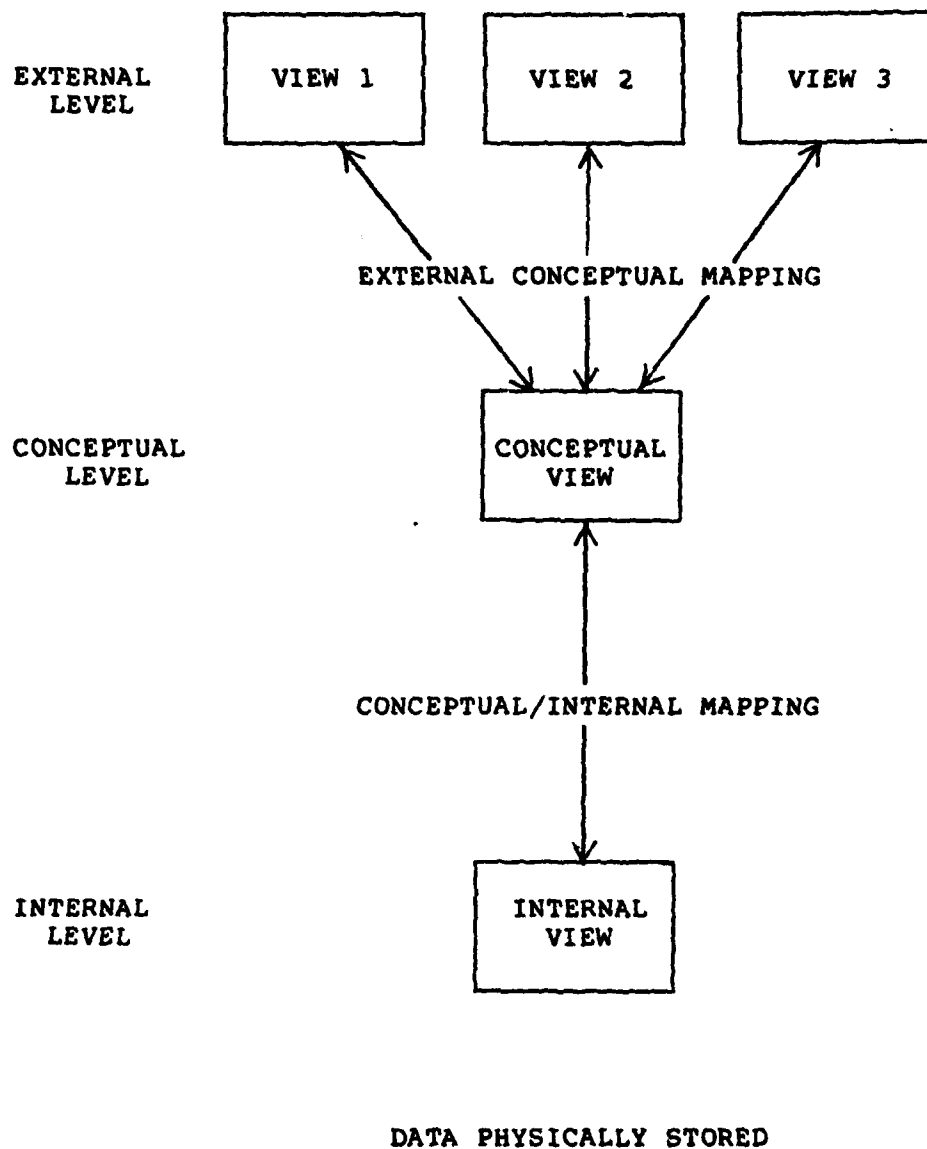 EXTERNAL
LEVEL
VIEW 1
VIEW 2
VIEW 3
EXTERNAL CONCEPTUAL MAPPING
CONCEPTUAL
LEVEL
CONCEPTUAL
VIEW
CONCEPTUAL/INTERNAL MAPPING
INTERNAL
LEVEL
INTERNAL
VIEW
DATA PHYSICALLY STORED